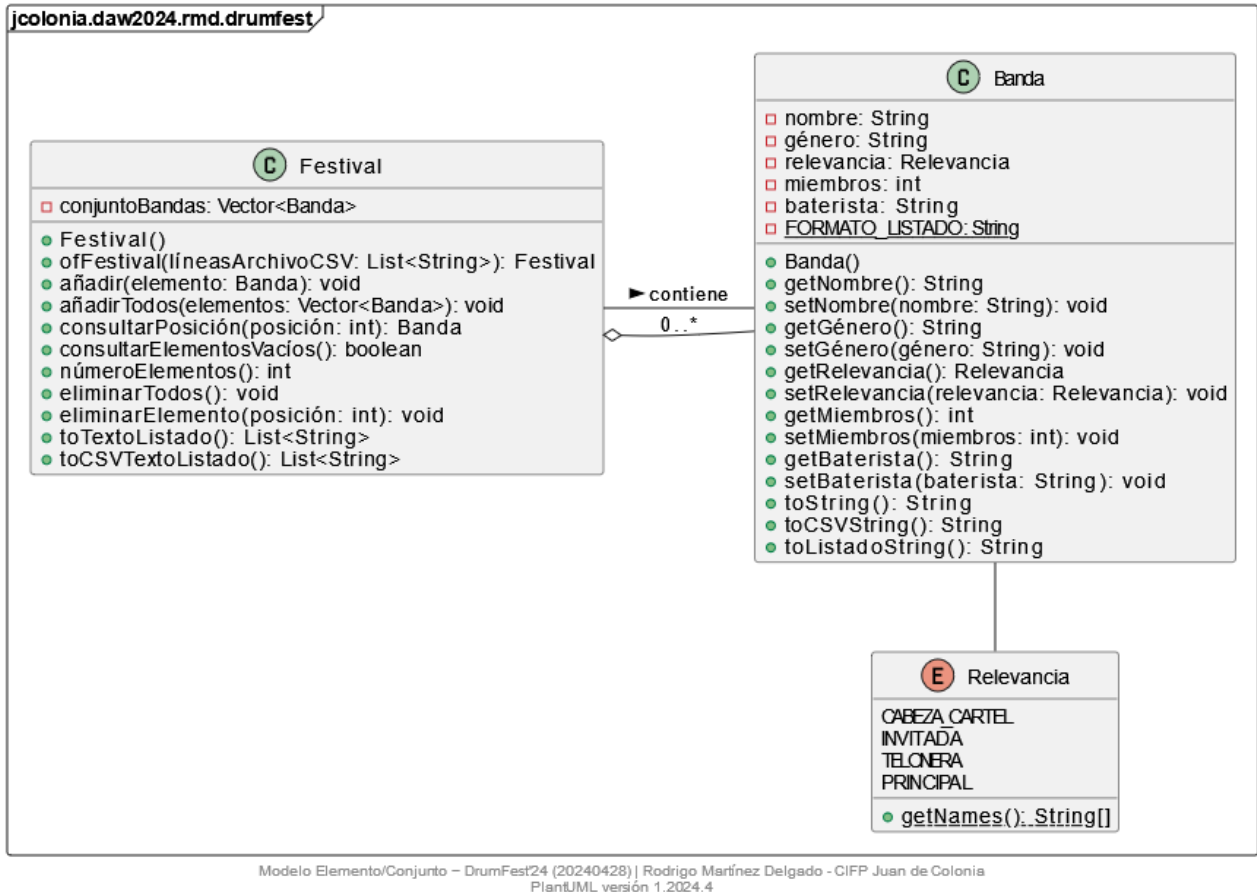 jcolonia.daw2024.rmd.drumfest
C Festival
conjuntoBandas: Vector<Banda>
Festival()
ofFestival(líneasArchivoCSV: List<String>): Festival
añadir(elemento: Banda): void
añadirTodos(elementos: Vector<Banda>): void
consultarPosición(posición: int): Banda
consultarElementosVacíos(): boolean
númeroElementos(): int
eliminarTodos(): void
eliminarElemento(posición: int): void
toTextoListado(): List<String>
toCSVTextoListado(): List<String>
contiene
0..*
C Banda
nombre: String
género: String
relevancia: Relevancia
miembros: int
baterista: String
FORMATO_LISTADO: String
Banda()
getNombre(): String
setNombre(nombre: String): void
getGénero(): String
setGénero(género: String): void
getRelevancia(): Relevancia
setRelevancia(relevancia: Relevancia): void
getMiembros(): int
setMiembros(miembros: int): void
getBaterista(): String
setBaterista(baterista: String): void
toString(): String
toCSVString(): String
toListadoString(): String
E Relevancia
CABEZA_CARTEL
INVITADA
TELONERA
PRINCIPAL
getNames(): String[]
Modelo Elemento/Conjunto – DrumFest'24 (20240428) | Rodrigo Martínez Delgado - CIFP Juan de Colonia
PlantUML versión 1.2024.4